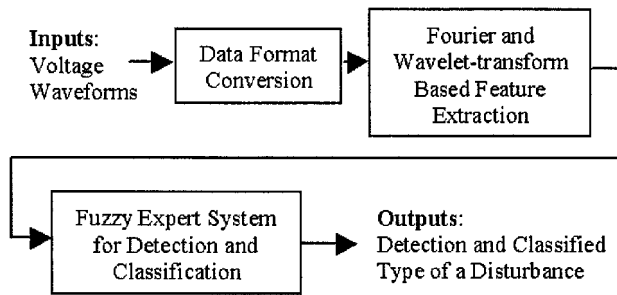 Inputs:
Voltage
Waveforms
Data Format
Conversion
Fourier and
Wavelet-transform
Based Feature
Extraction
Fuzzy Expert System
for Detection and
Classification
Outputs:
Detection and Classified
Type of a Disturbance